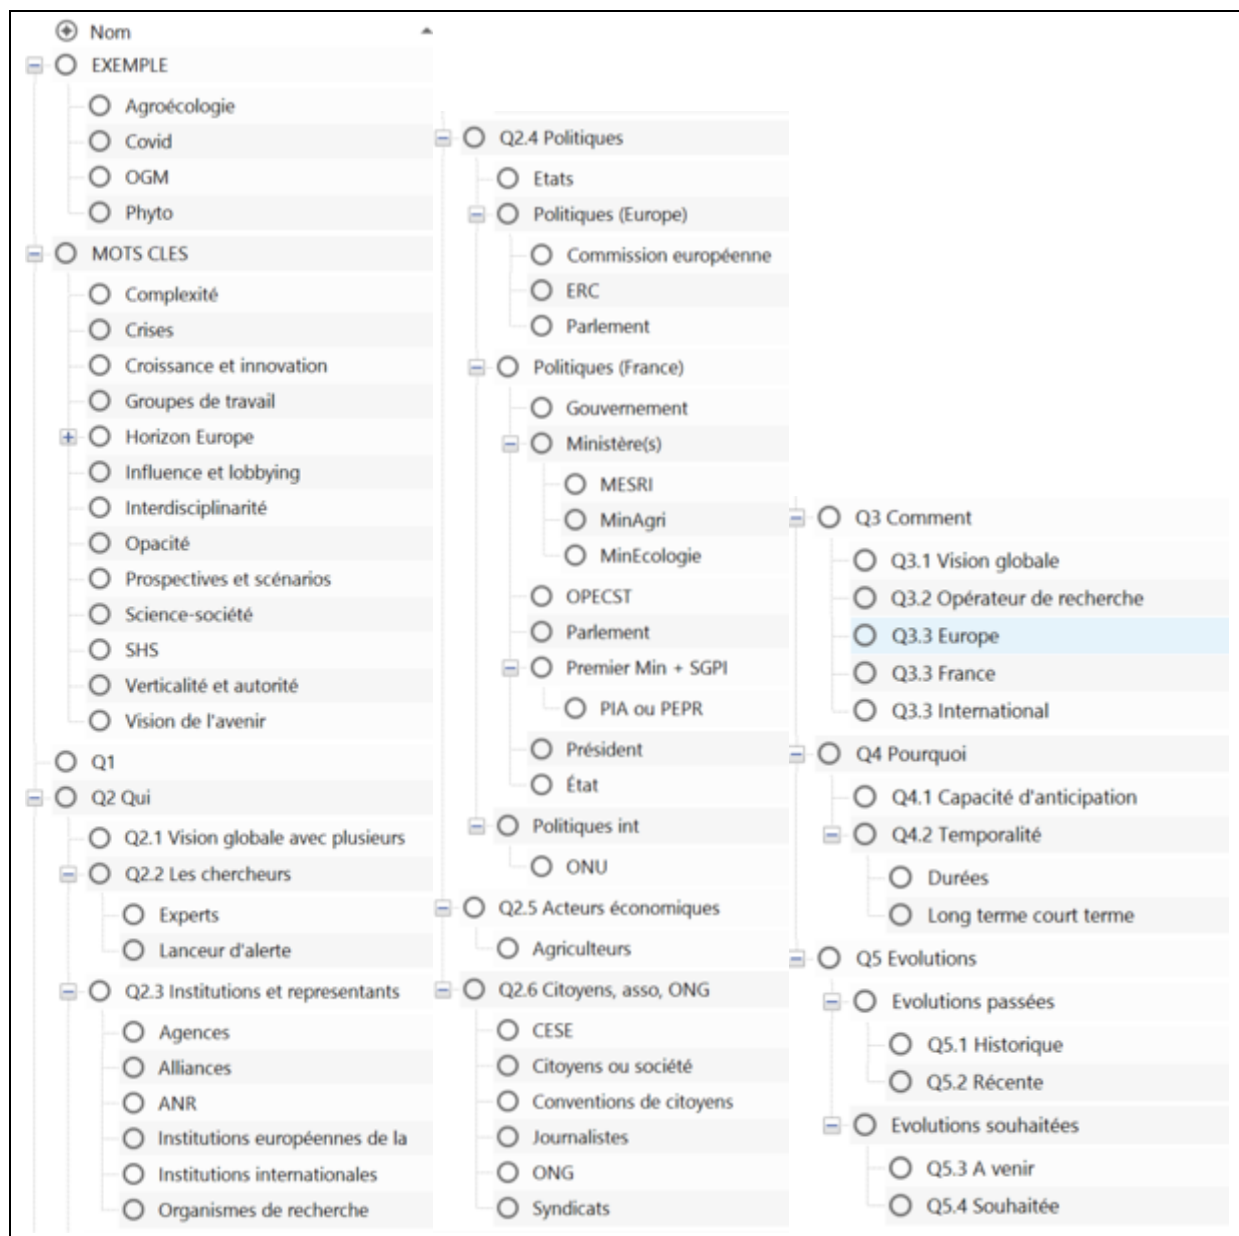 Nom
EXEMPLE
Agroécologie
Covid
OGM
Phyto
MOTS CLES
Complexité
Crises
Croissance et innovation
Groupes de travail
Horizon Europe
Influence et lobbying
Interdisciplinarité
Opacité
Prospectives et scénarios
Science-société
SHS
Verticalité et autorité
Vision de l'avenir
Q1
Q2 Qui
Q2.1 Vision globale avec plusieurs
Q2.2 Les chercheurs
Experts
Lanceur d'alerte
Q2.3 Institutions et representants
Agences
Alliances
ANR
Institutions européennes de la
Institutions internationales
Organismes de recherche
Q2.4 Politiques
Etats
Politiques (Europe)
Commission européenne
ERC
Parlement
Politiques (France)
Gouvernement
Ministère(s)
MESRI
MinAgri
MinEcologie
OPECST
Parlement
Premier Min + SGPI
PIA ou PEPR
Président
État
Politiques int
ONU
Q2.5 Acteurs économiques
Agriculteurs
Q2.6 Citoyens, asso, ONG
CESE
Citoyens ou société
Conventions de citoyens
Journalistes
ONG
Syndicats
Q3 Comment
Q3.1 Vision globale
Q3.2 Opérateur de recherche
Q3.3 Europe
Q3.3 France
Q3.3 International
Q4 Pourquoi
Q4.1 Capacité d'anticipation
Q4.2 Temporalité
Durées
Long terme court terme
Q5 Evolutions
Evolutions passées
Q5.1 Historique
Q5.2 Récente
Evolutions souhaitées
Q5.3 A venir
Q5.4 Souhaitée